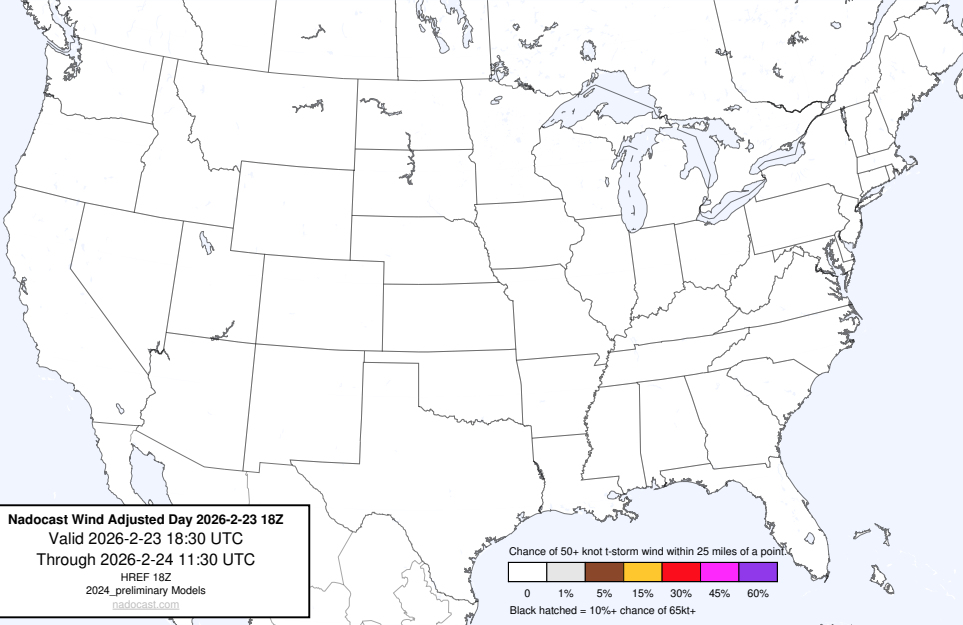 Nadocast Wind Adjusted Day 2026-2-23 18Z
Valid 2026-2-23 18:30 UTC
Through 2026-2-24 11:30 UTC
HREF 18Z
2024_preliminary Models
nadocast.com
Chance of 50+ knot t-storm wind within 25 miles of a point.
0 1% 5% 15% 30% 45% 60%
Black hatched = 10%+ chance of 65kt+